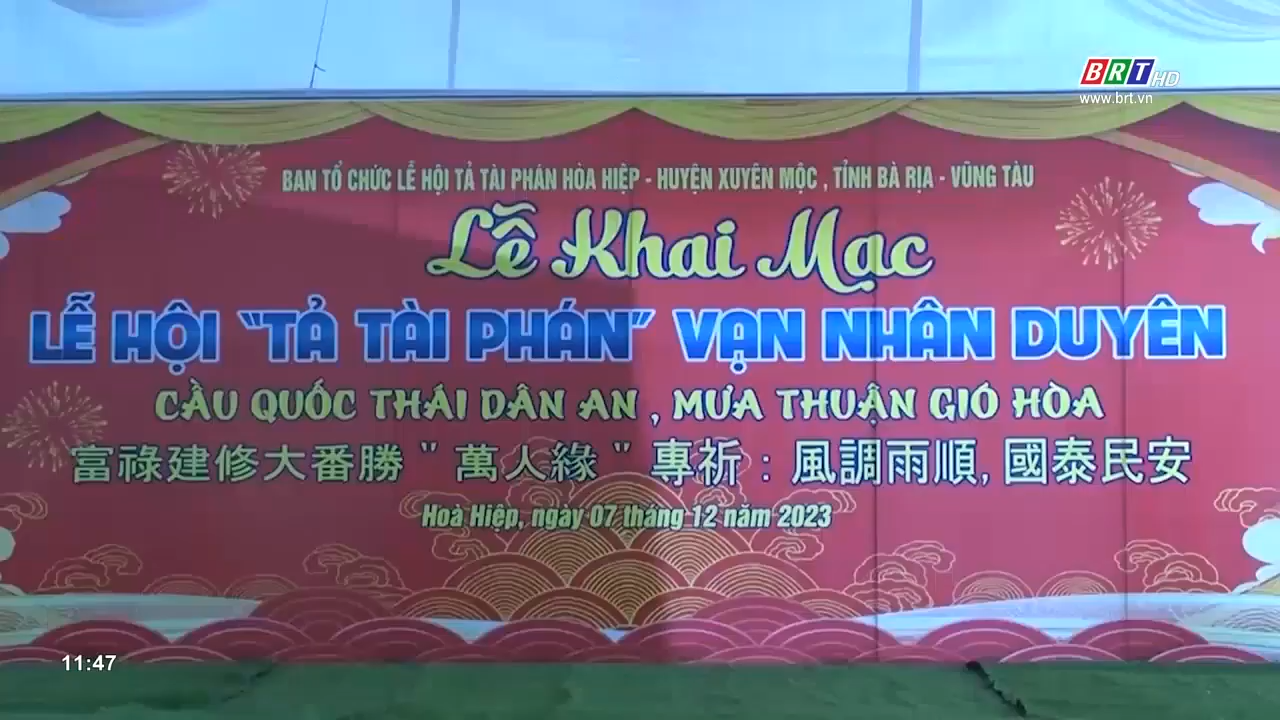 BRT HD
www.brt.vn
BAN TỔ CHỨC LỄ HỘI TẢ TÀI PHÁN HÒA HIỆP - HUYỆN XUYÊN MỘC , TỈNH BÀ RỊA - VŨNG TÀU
Lễ Khai Mạc
LỄ HỘI "TẢ TÀI PHÁN" VẠN NHÂN DUYÊN
CẦU QUỐC THÁI DÂN AN , MƯA THUẬN GIÓ HÒA
富祿建修大番勝 " 萬人緣 " 專祈 : 風調雨順, 國泰民安
Hoà Hiệp, ngày 07 tháng 12 năm 2023
11:47